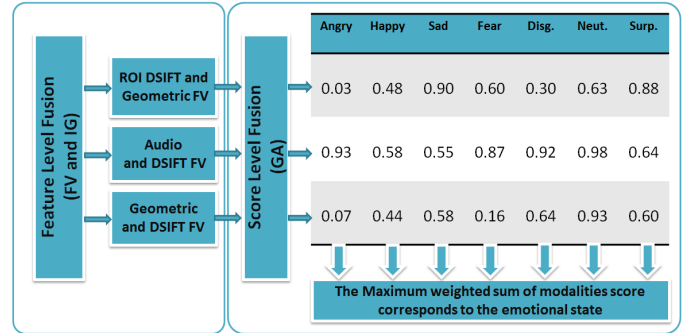 Feature Level Fusion
(FV and IG)
ROI DSIFT and
Geometric FV
Audio
and DSIFT FV
Geometric
and DSIFT FV
Score Level Fusion
(GA)
Angry Happy Sad Fear Disg. Neut. Surp.
0.03 0.48 0.90 0.60 0.30 0.63 0.88
0.93 0.58 0.55 0.87 0.92 0.98 0.64
0.07 0.44 0.58 0.16 0.64 0.93 0.60
The Maximum weighted sum of modalities score
corresponds to the emotional state